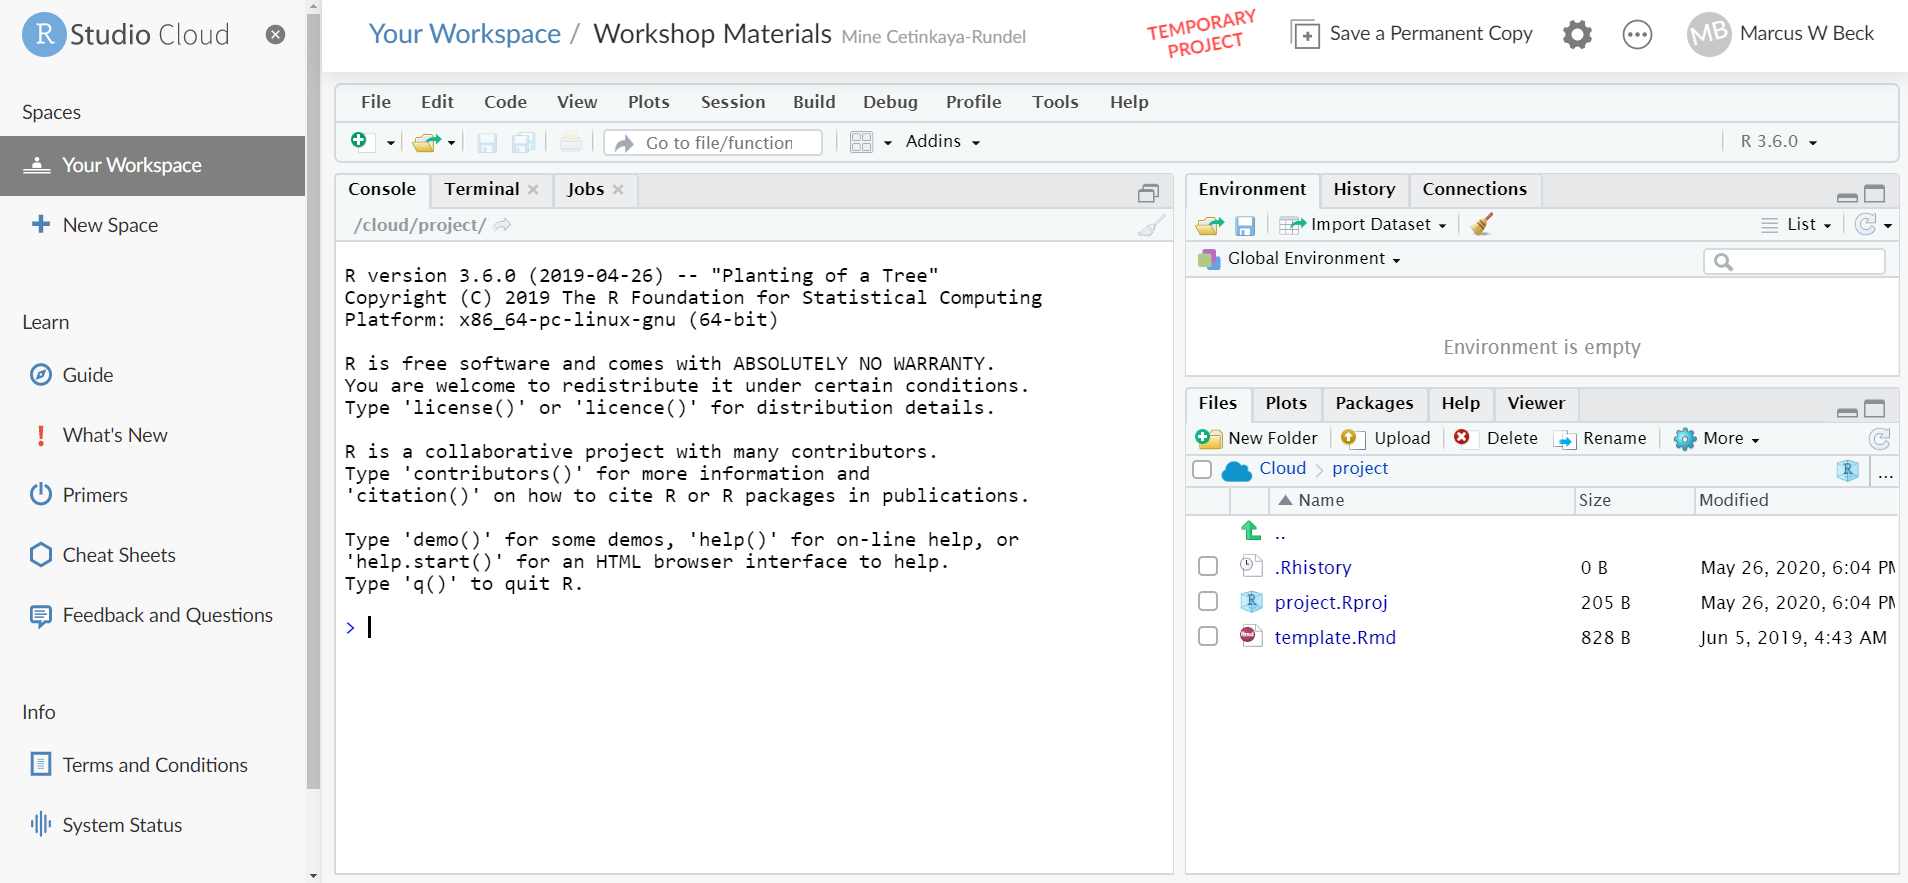 R Studio Cloud
Spaces
Your Workspace
New Space
Learn
Guide
What's New
Primers
Cheat Sheets
Feedback and Questions
Info
Terms and Conditions
System Status
Your Workspace / Workshop Materials Mine Cetinkaya-Rundel
TEMPORARY
PROJECT
Save a Permanent Copy
MB Marcus W Beck
File Edit Code View Plots Session Build Debug Profile Tools Help
Go to file/function Addins R 3.6.0
Console Terminal Jobs
/cloud/project/
R version 3.6.0 (2019-04-26) -- "Planting of a Tree"
Copyright (C) 2019 The R Foundation for Statistical Computing
Platform: x86_64-pc-linux-gnu (64-bit)
R is free software and comes with ABSOLUTELY NO WARRANTY.
You are welcome to redistribute it under certain conditions.
Type 'license()' or 'licence()' for distribution details.
R is a collaborative project with many contributors.
Type 'contributors()' for more information and
'citation()' on how to cite R or R packages in publications.
Type 'demo()' for some demos, 'help()' for on-line help, or
'help.start()' for an HTML browser interface to help.
Type 'q()' to quit R.
>
Environment History Connections
Import Dataset List
Global Environment
Environment is empty
Files Plots Packages Help Viewer
New Folder Upload Delete Rename More
Cloud > project R ...
Name Size Modified
..
.Rhistory 0 B May 26, 2020, 6:04 PM
R project.Rproj 205 B May 26, 2020, 6:04 PM
Rmd template.Rmd 828 B Jun 5, 2019, 4:43 AM